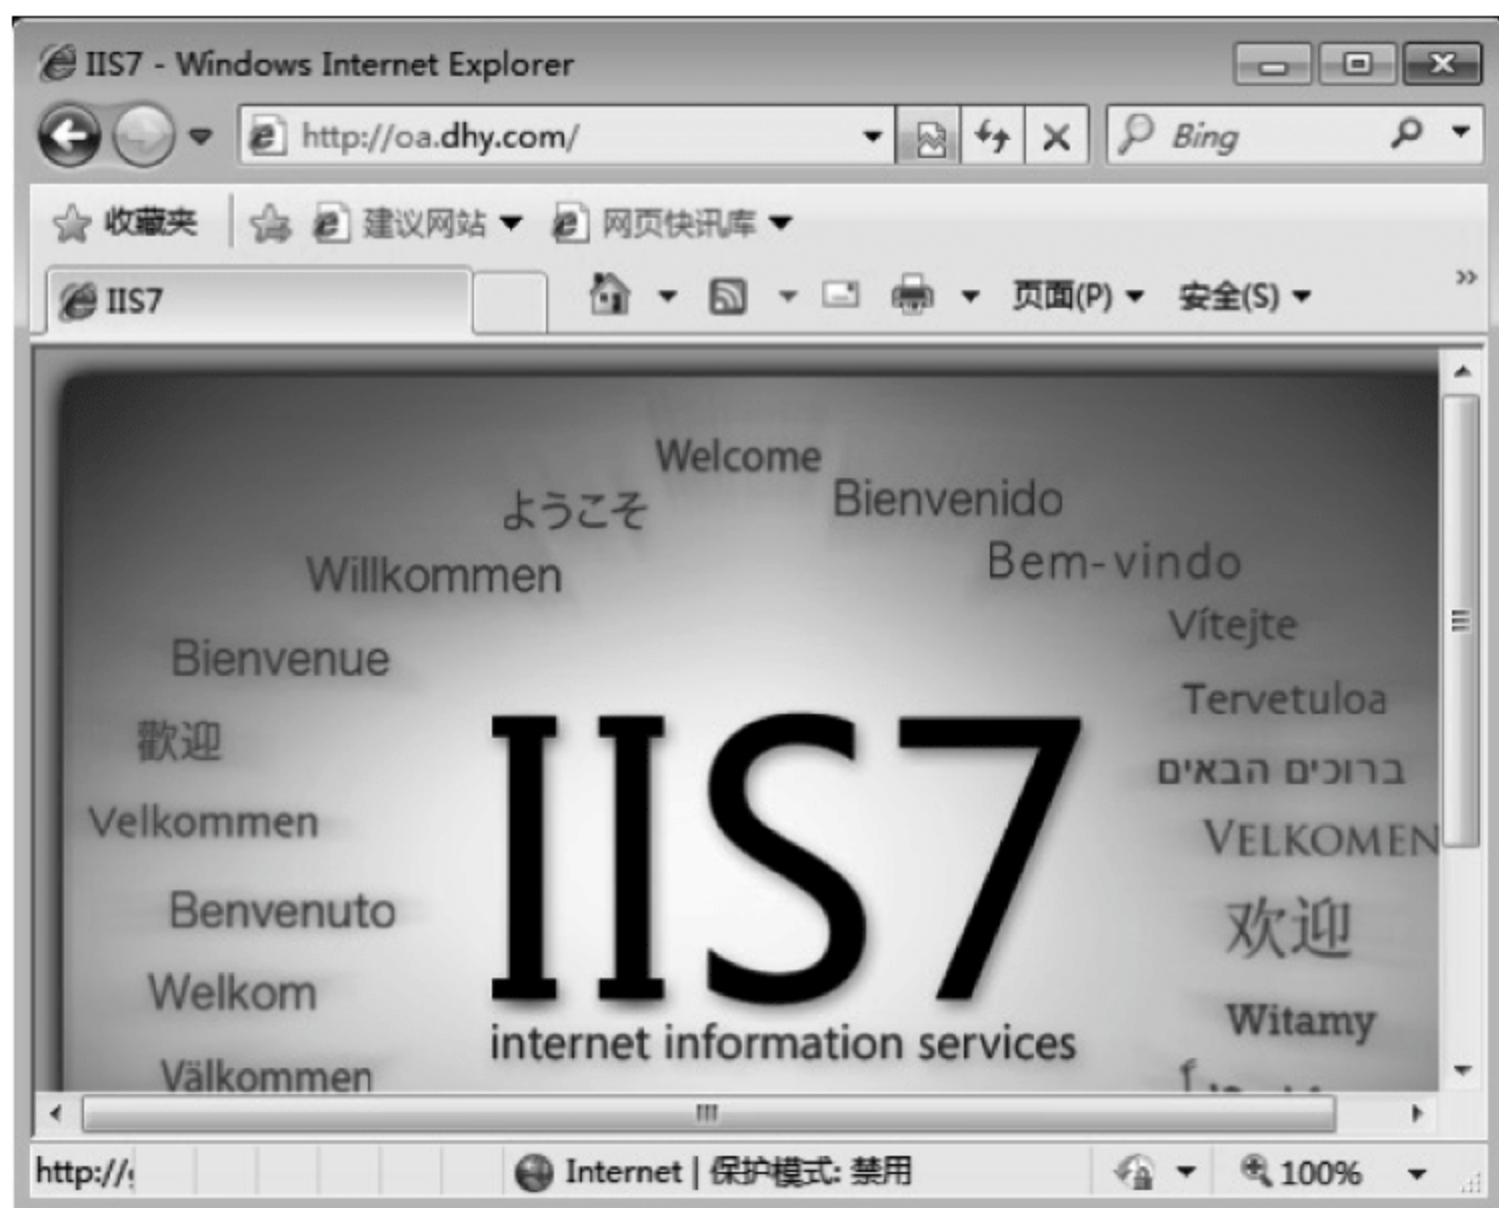 IIS7 - Windows Internet Explorer
http://oa.dhy.com/
Bing
收藏夹
建议网站
网页快讯库
IIS7
页面(P)
安全(S)
»
Welcome
ようこそ
Bienvenido
Willkommen
Bem-vindo
Vítejte
Bienvenue
Tervetuloa
歡迎
ברוכים הבאים
Velkommen
VELKOMEN
Benvenuto
欢迎
Welkom
Witamy
Välkommen
IIS7
internet information services
http://
Internet | 保护模式: 禁用
100%